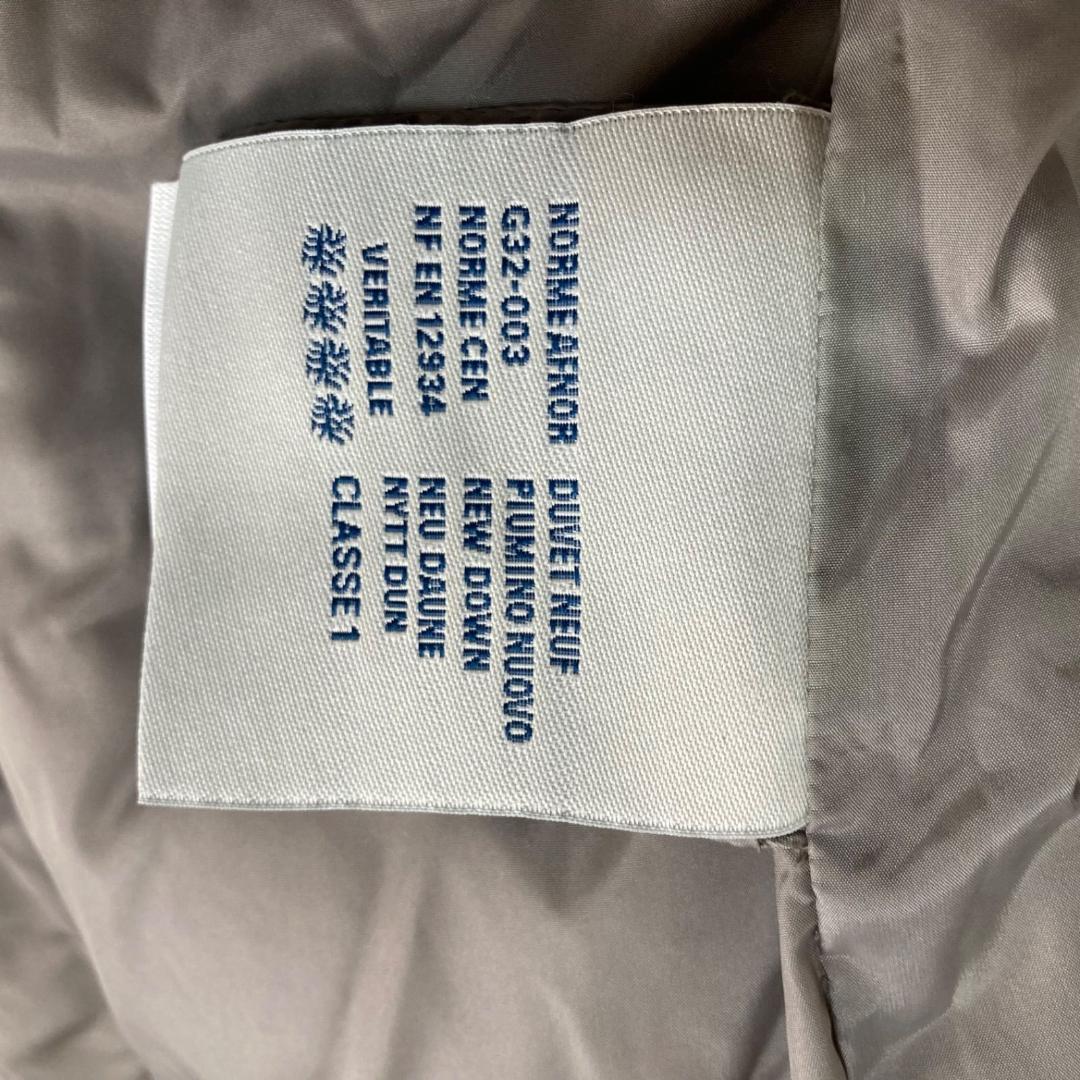 NORME AFNOR
G32-003
NORME CEN
NF EN 12934
VERITABLE
DUVET NEUF
PIUMINO NUOVO
NEW DOWN
NEU DAUNE
NYTT DUN
CLASSE 1